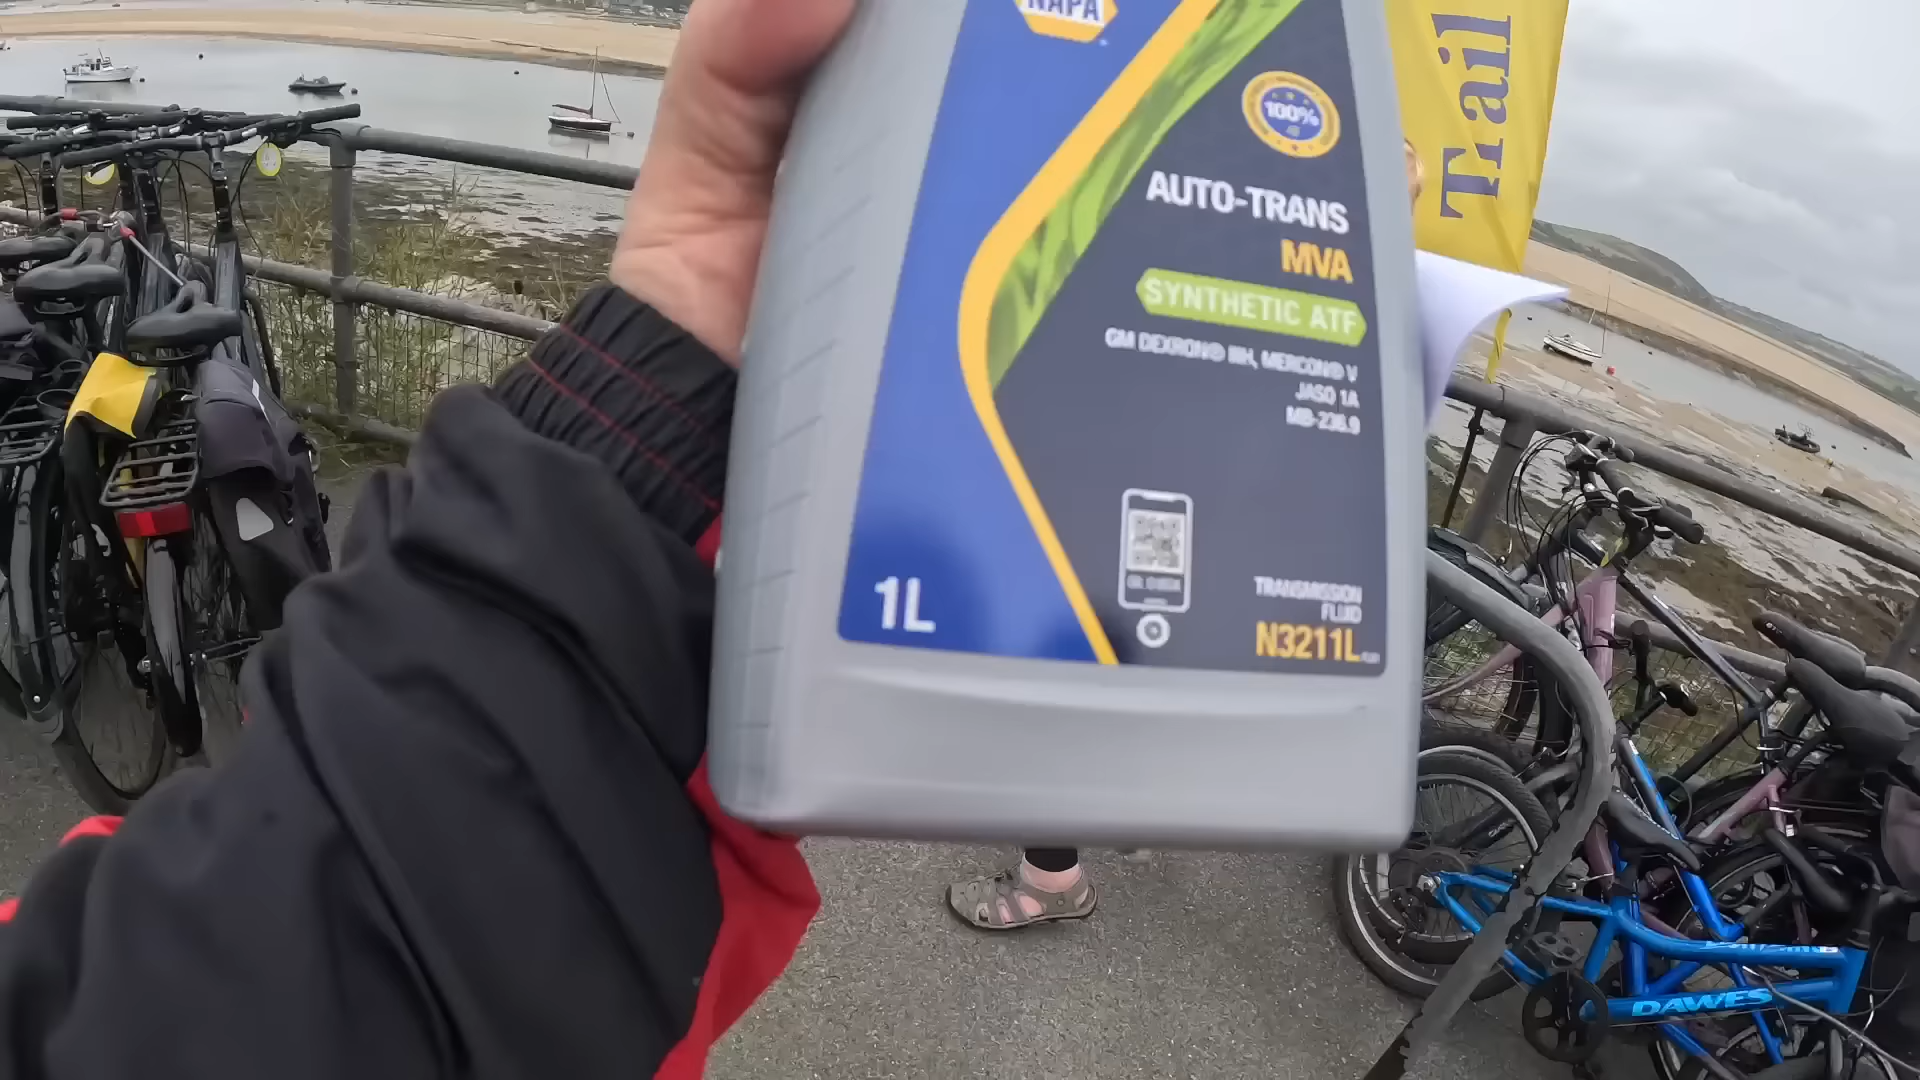 NAPA
100%
AUTO-TRANS
MVA
SYNTHETIC ATF
GM DEXRON® IIIH, MERCON® V
JASO 1A
MB-236.9
1L
TRANSMISSION
FLUID
N3211L
Trail
DAWES